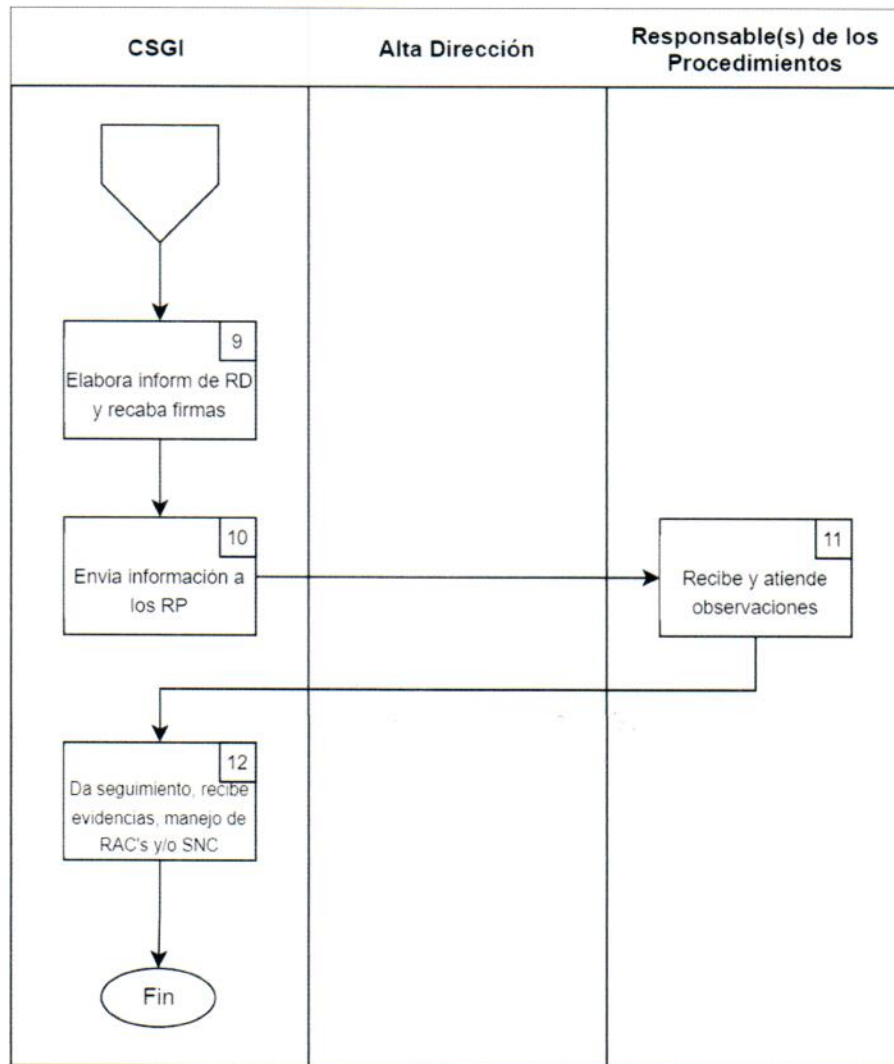 CSGI
Alta Dirección
Responsable(s) de los
Procedimientos
9
Elabora inform de RD
y recaba firmas
10
Envia información a
los RP
11
Recibe y atiende
observaciones
12
Da seguimiento, recibe
evidencias, manejo de
RAC's y/o SNC
Fin